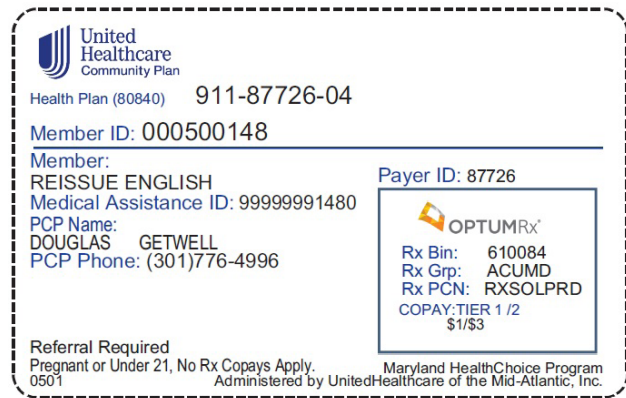 United
Healthcare
Community Plan
Health Plan (80840) 911-87726-04
Member ID: 000500148
Member:
REISSUE ENGLISH
Medical Assistance ID: 99999991480
PCP Name:
DOUGLAS GETWELL
PCP Phone: (301)776-4996
Payer ID: 87726
OPTUMRx®
Rx Bin: 610084
Rx Grp: ACUMD
Rx PCN: RXSOLPRD
COPAY:TIER 1 /2
$1/$3
Referral Required
Pregnant or Under 21, No Rx Copays Apply.
Maryland HealthChoice Program
0501
Administered by UnitedHealthcare of the Mid-Atlantic, Inc.